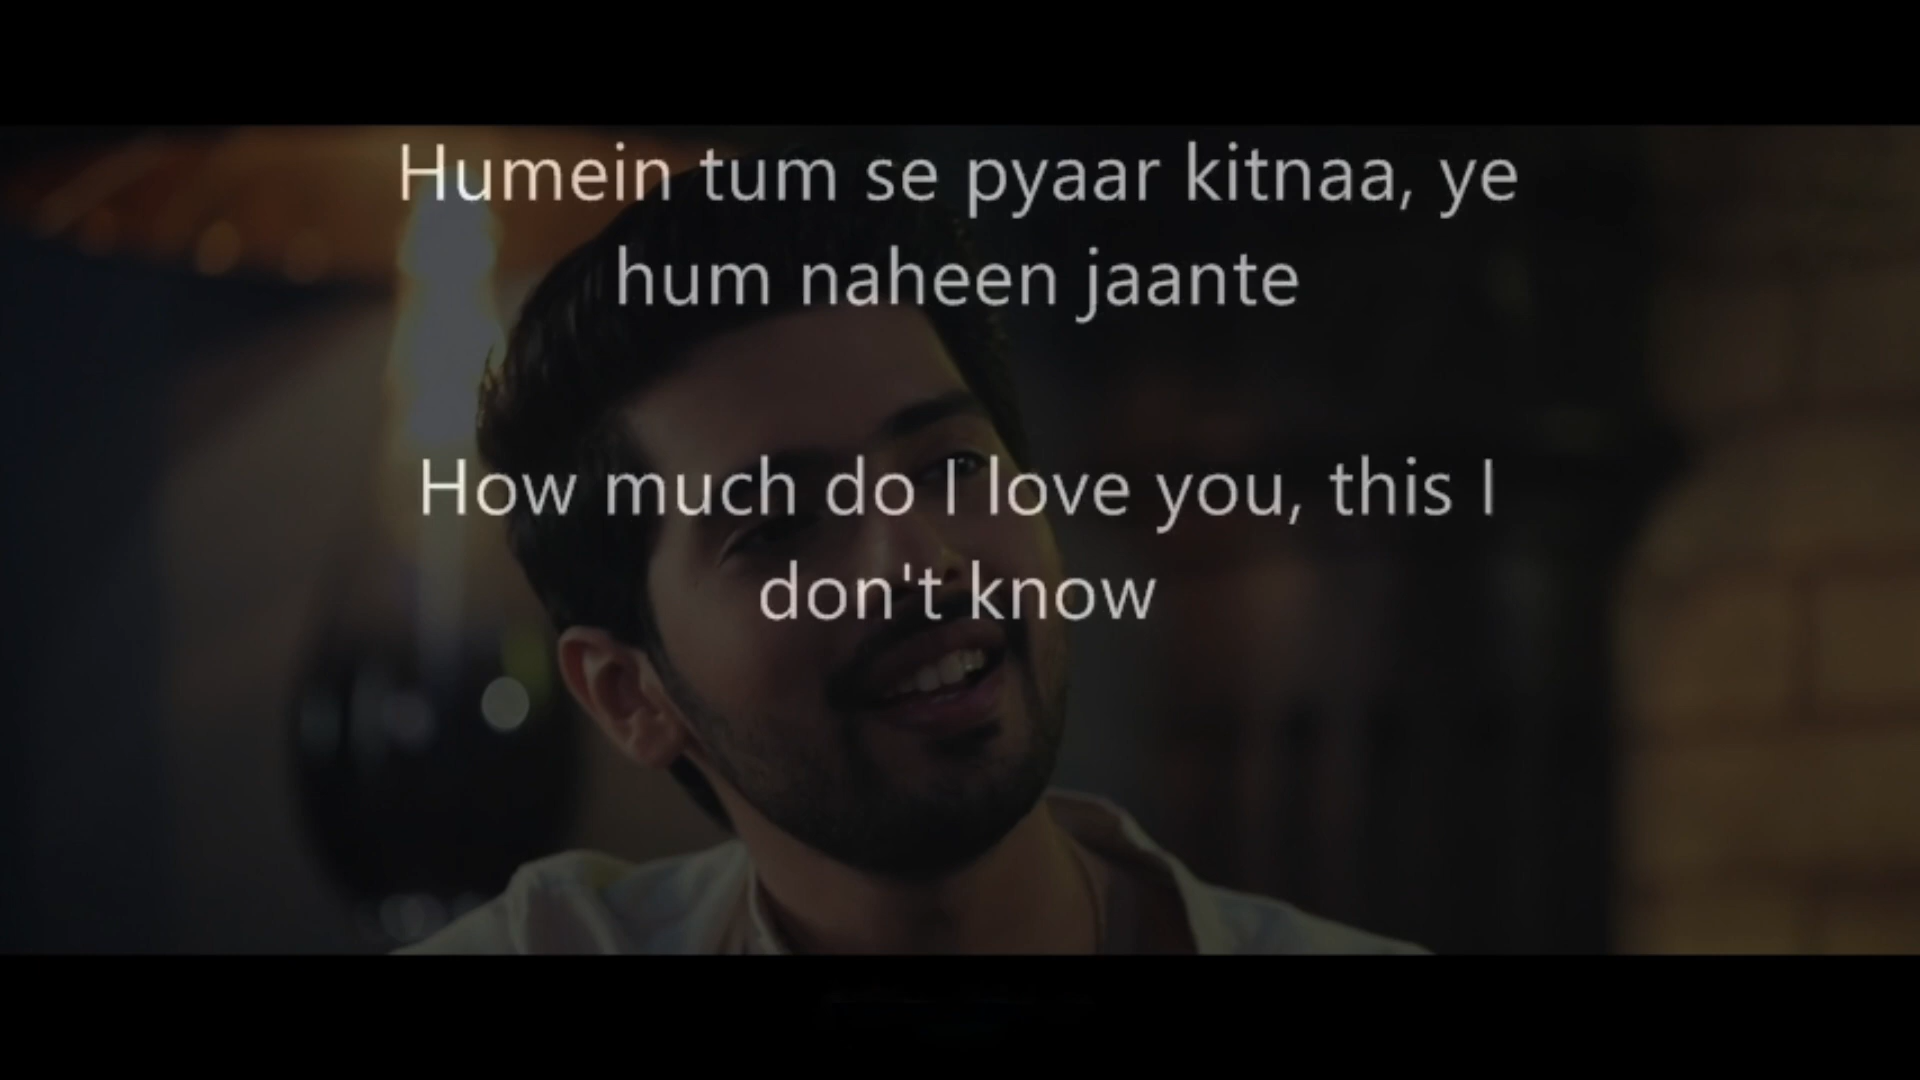 Humein tum se pyaar kitnaa, ye
hum naheen jaante
How much do I love you, this I
don't know